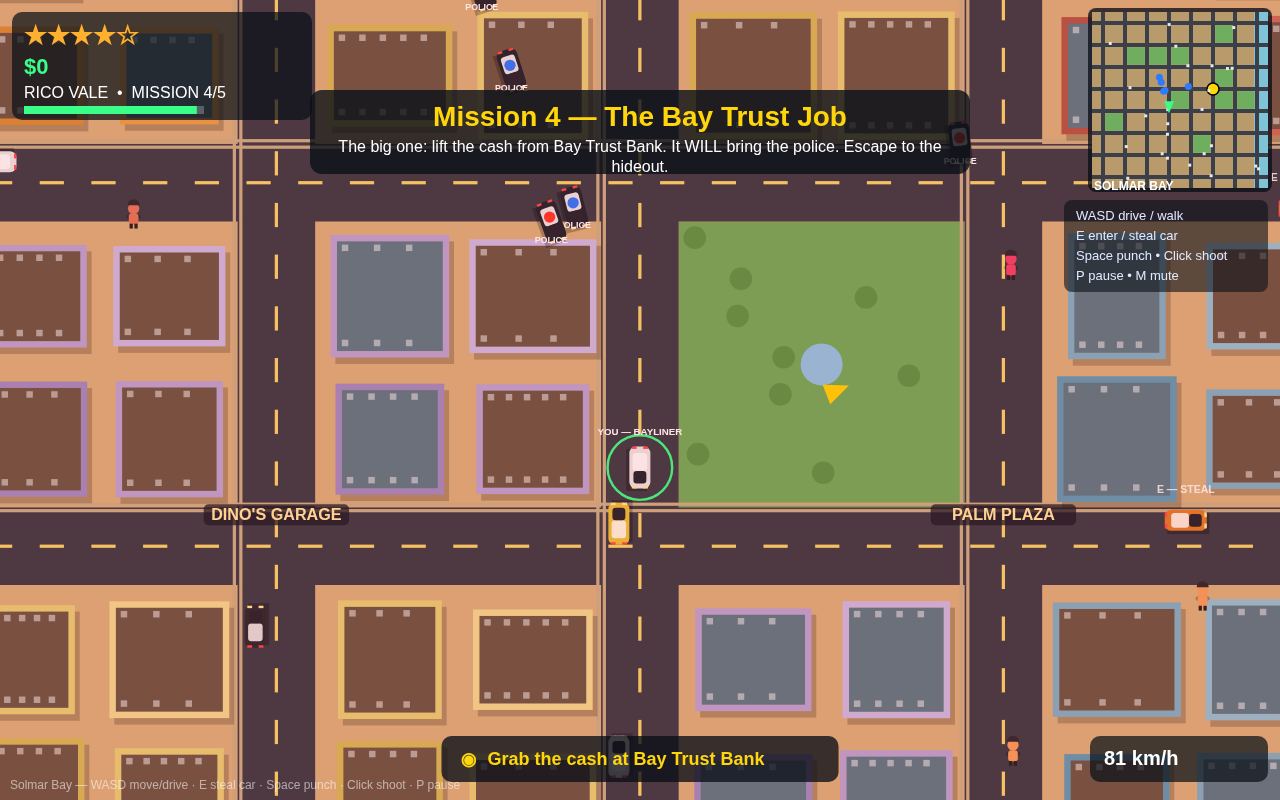 POLICE
★★★★☆
$0
RICO VALE • MISSION 4/5
POLICE
Mission 4 — The Bay Trust Job
The big one: lift the cash from Bay Trust Bank. It WILL bring the police. Escape to the
hideout.
POLICE
SOLMAR BAY
WASD drive / walk
E enter / steal car
Space punch • Click shoot
P pause • M mute
POLICE
POLICE
YOU — BAYLINER
E — STEAL
DINO'S GARAGE
PALM PLAZA
◉ Grab the cash at Bay Trust Bank
81 km/h
Solmar Bay — WASD move/drive · E steal car · Space punch · Click shoot · P pause